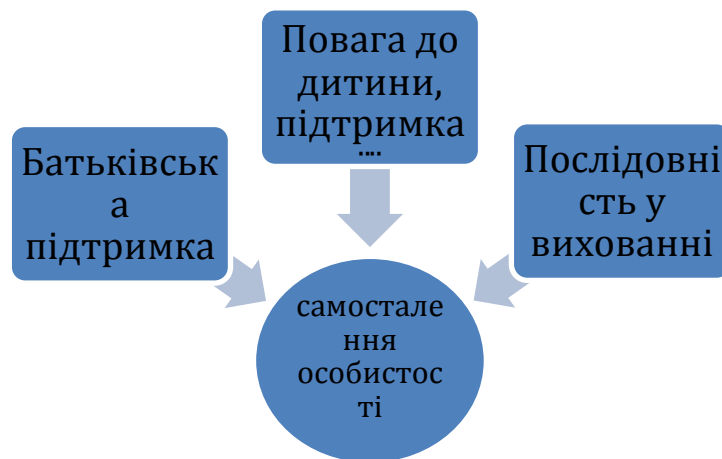 Повага до
дитини,
підтримка
....
Батьківськ
а
підтримка
Послідовні
сть у
вихованні
самостале
ння
особистос
ті